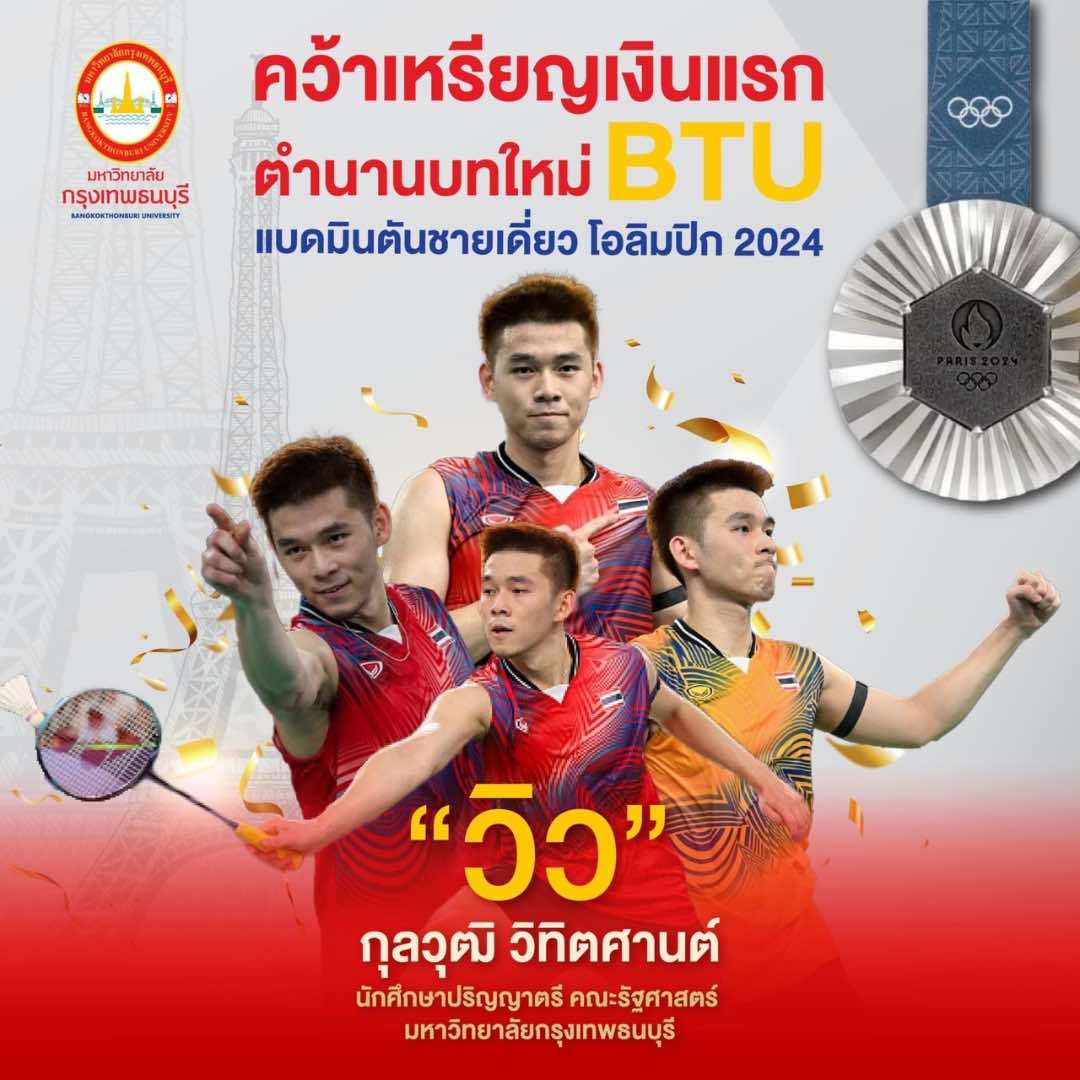 มหาวิทยาลัยกรุงเทพธนบุรี
BANGKOKTHONBURI UNIVERSITY
มหาวิทยาลัย
กรุงเทพธนบุรี
BANGKOKTHONBURI UNIVERSITY
คว้าเหรียญเงินแรก
ตำนานบทใหม่ BTU
แบดมินตันชายเดี่ยว โอลิมปิก 2024
PARIS 2024
“วิว”
กุลวุฒิ วิทิตศานต์
นักศึกษาปริญญาตรี คณะรัฐศาสตร์
มหาวิทยาลัยกรุงเทพธนบุรี